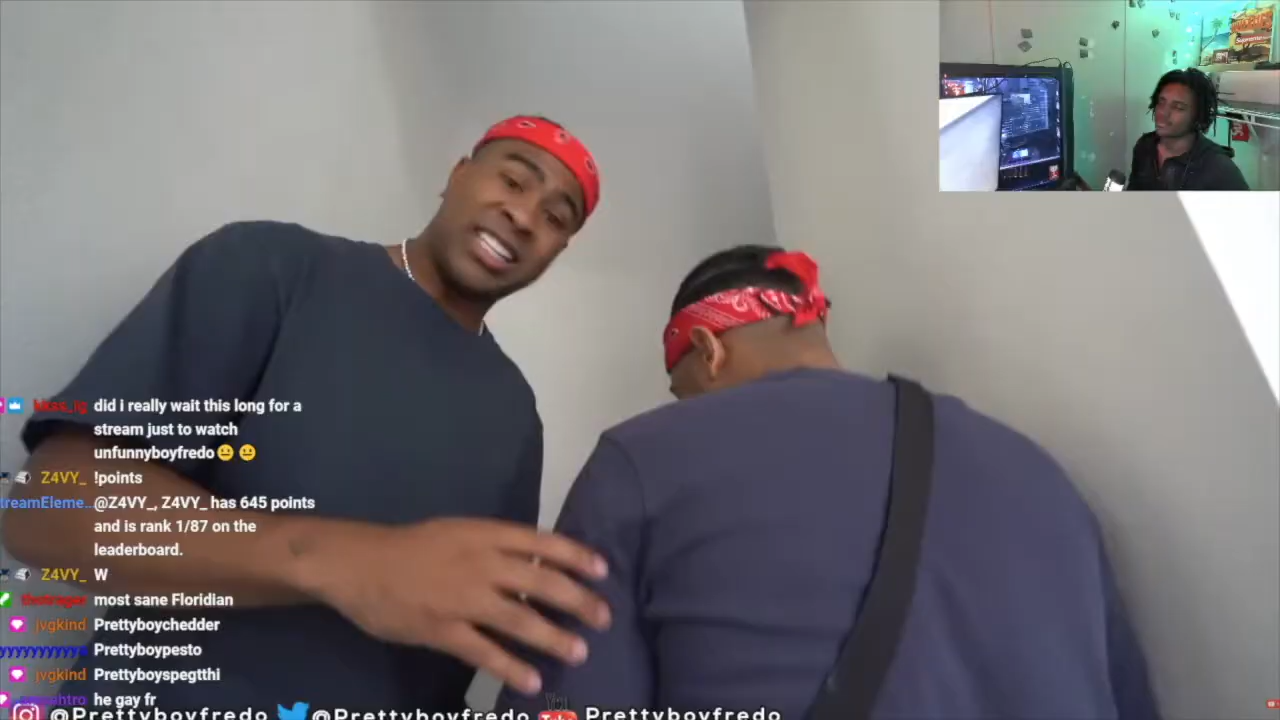 did i really wait this long for a
stream just to watch
unfunnyboyfredo😐 😐
Z4VY_ !points
@Z4VY_, Z4VY_ has 645 points
and is rank 1/87 on the
leaderboard.
Z4VY_ W
most sane Floridian
jvgkind Prettyboychedder
Prettyboypesto
jvgkind Prettyboyspegtthi
he gay fr
@Prettyboyfredo @Prettyboyfredo You Tube Prettyboyfredo